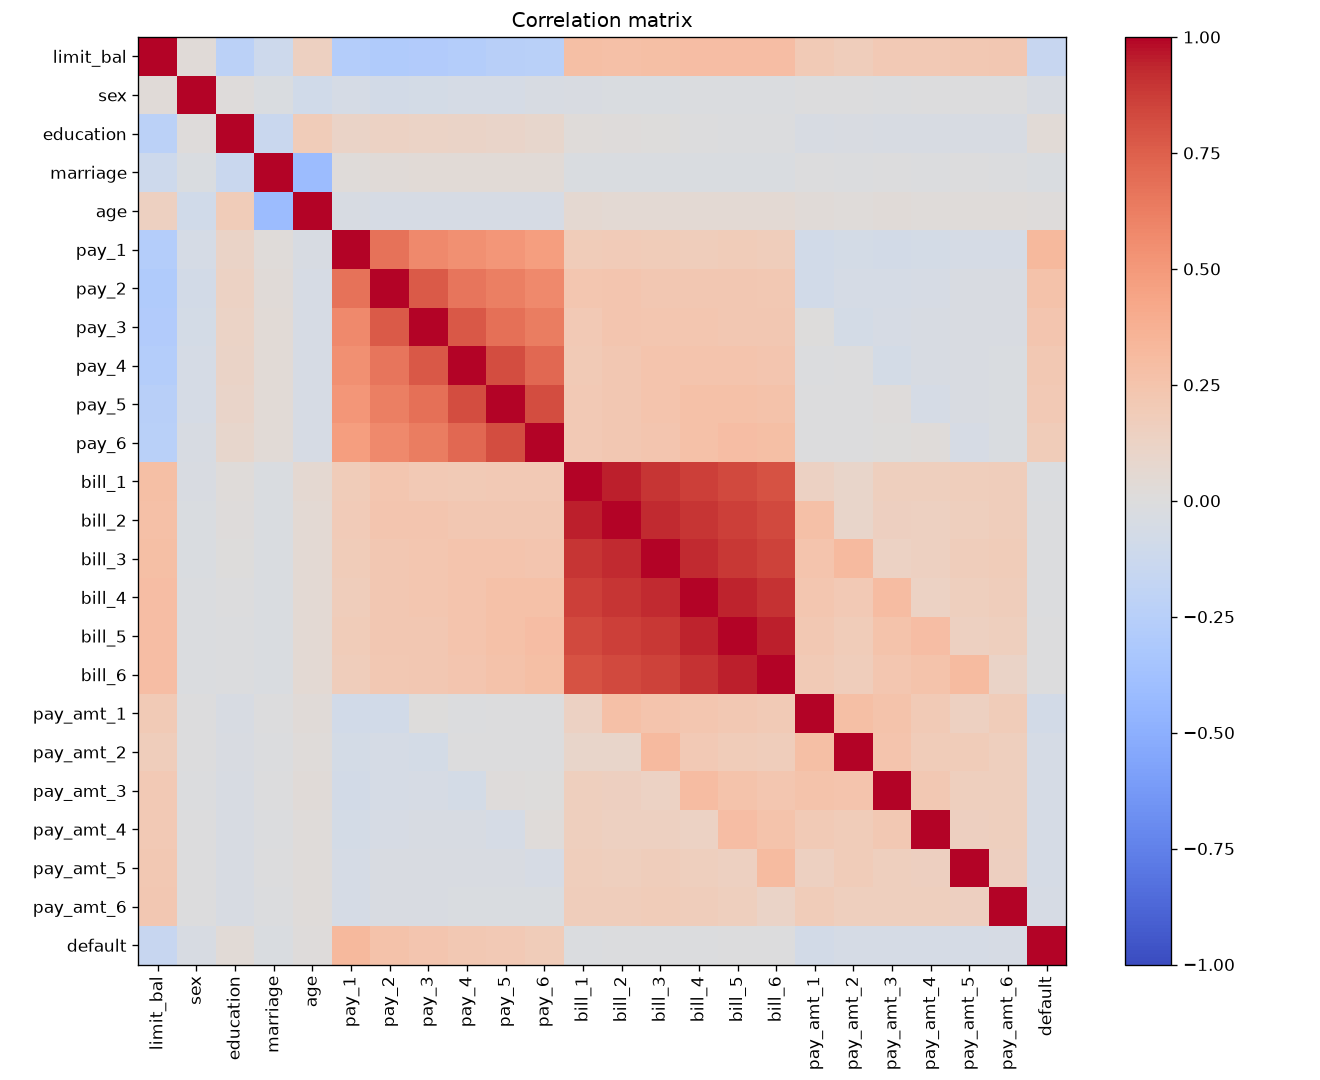 Correlation matrix
limit_bal
sex
education
marriage
age
pay_1
pay_2
pay_3
pay_4
pay_5
pay_6
bill_1
bill_2
bill_3
bill_4
bill_5
bill_6
pay_amt_1
pay_amt_2
pay_amt_3
pay_amt_4
pay_amt_5
pay_amt_6
default
limit_bal
sex
education
marriage
age
pay_1
pay_2
pay_3
pay_4
pay_5
pay_6
bill_1
bill_2
bill_3
bill_4
bill_5
bill_6
pay_amt_1
pay_amt_2
pay_amt_3
pay_amt_4
pay_amt_5
pay_amt_6
default
1.00
0.75
0.50
0.25
0.00
−0.25
−0.50
−0.75
−1.00